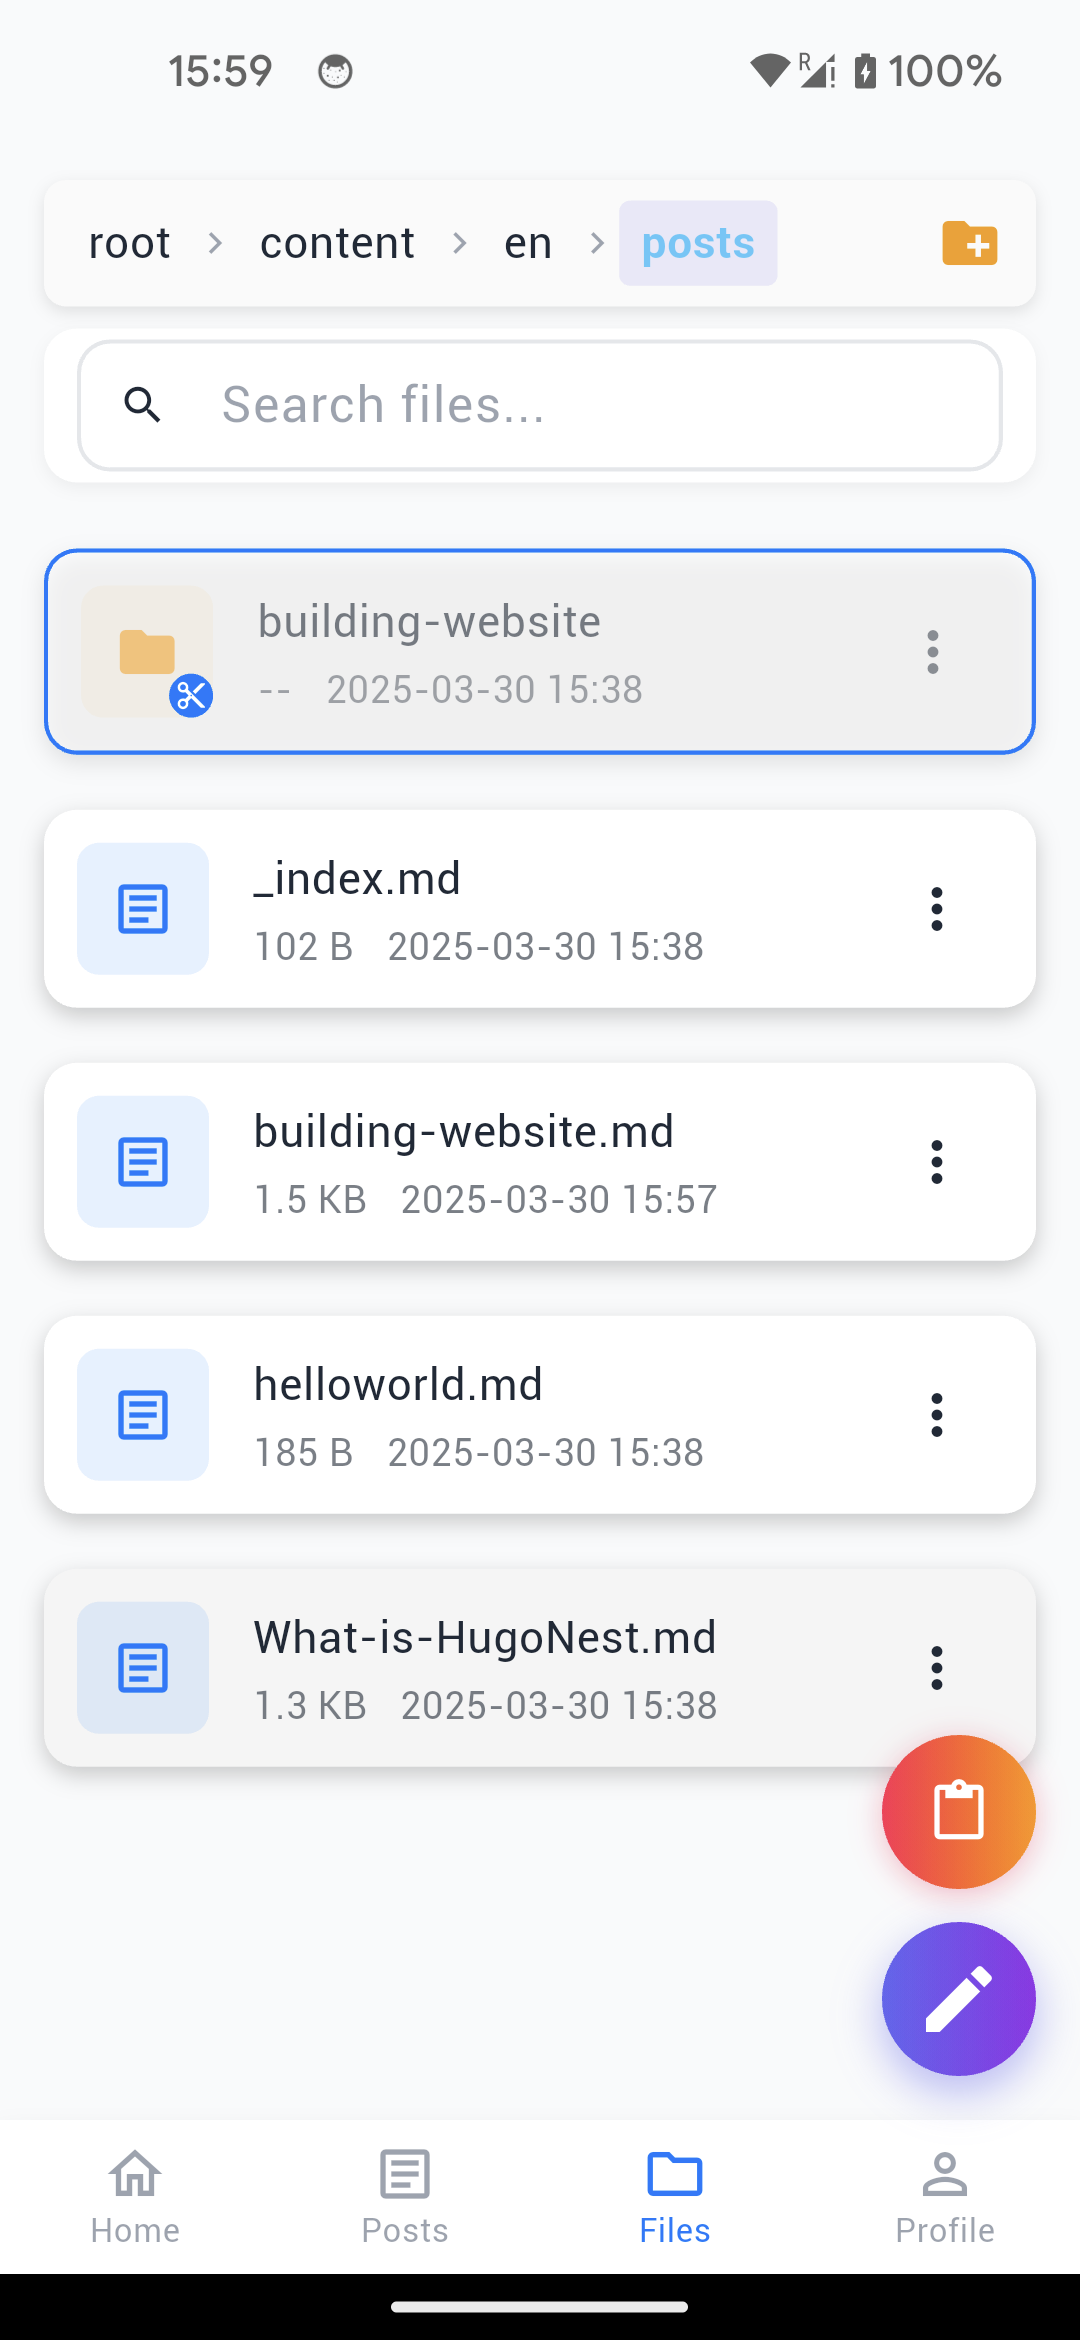 15:59 R 100%
root content en posts
Search files...
building-website
-- 2025-03-30 15:38
_index.md
102 B 2025-03-30 15:38
building-website.md
1.5 KB 2025-03-30 15:57
helloworld.md
185 B 2025-03-30 15:38
What-is-HugoNest.md
1.3 KB 2025-03-30 15:38
Home Posts Files Profile